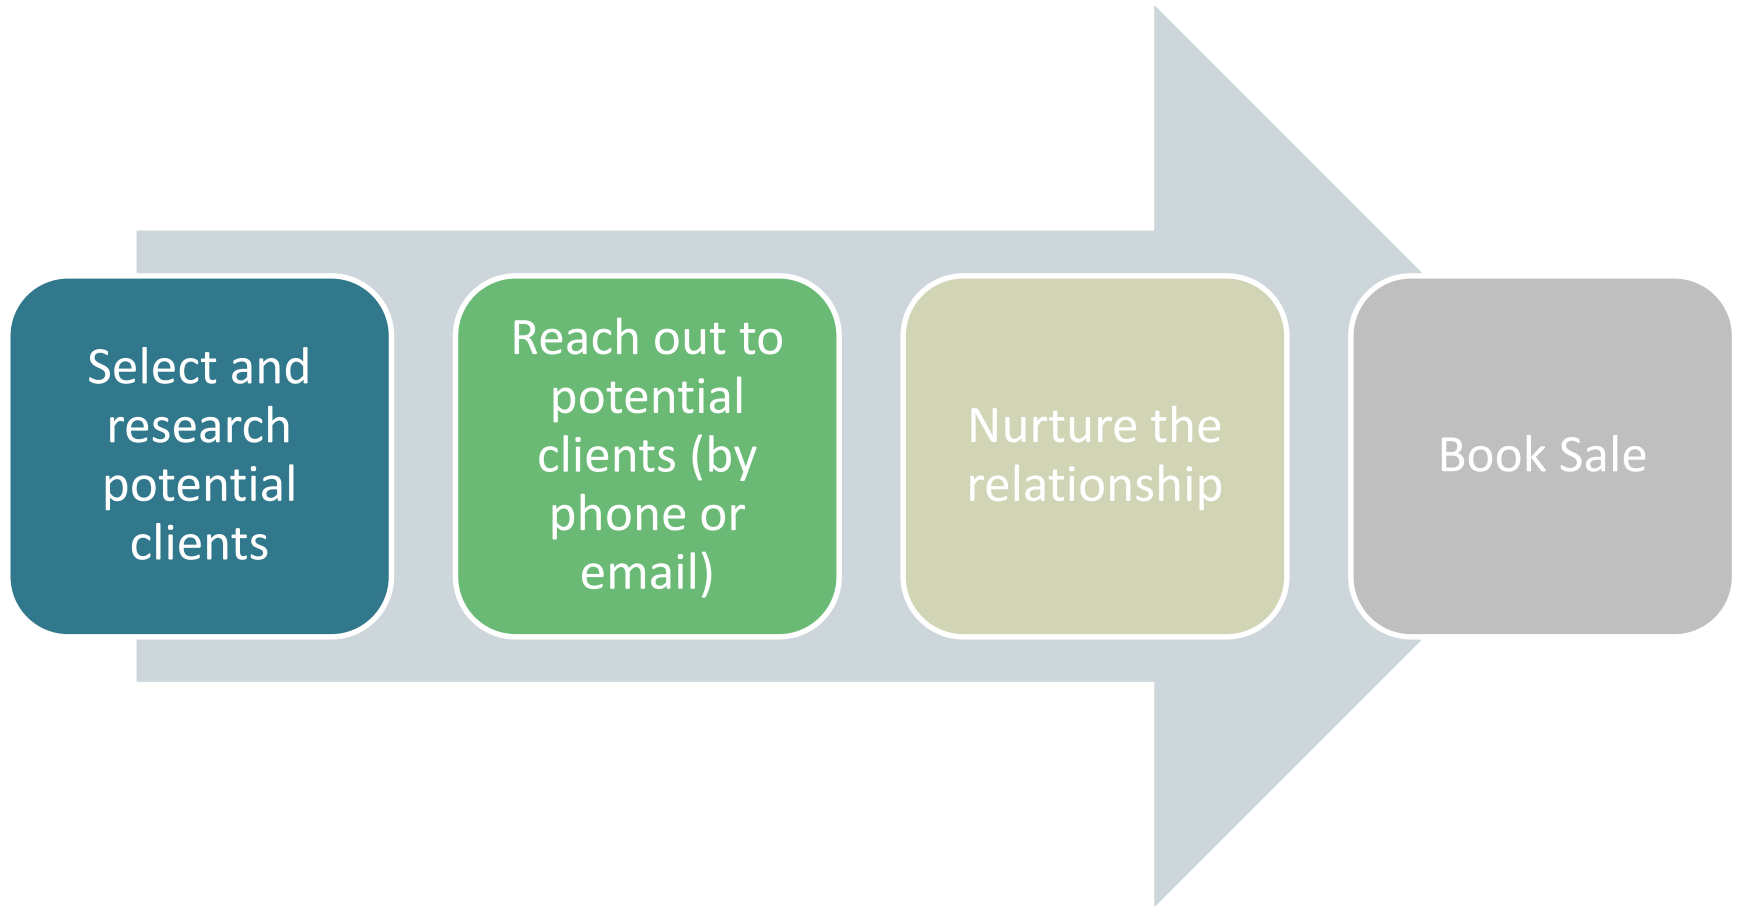 Select and
research
potential
clients
Reach out to
potential
clients (by
phone or
email)
Nurture the
relationship
Book Sale